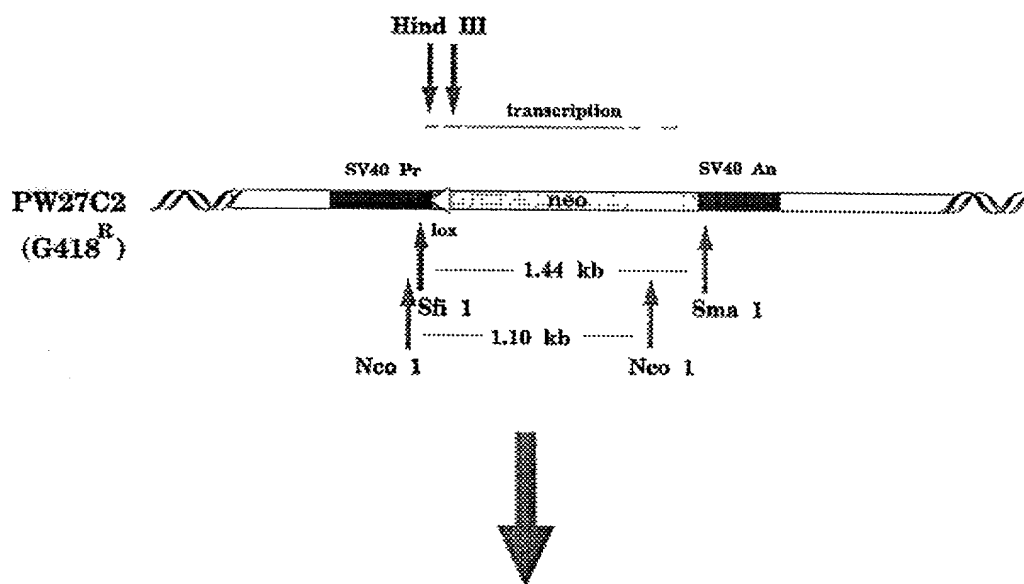 Hind III
transcription
SV40 Pr
SV40 An
PW27C2
neo
(G418R)
lox
1.44 kb
Sfi 1
Sma 1
1.10 kb
Nco 1
Nco 1